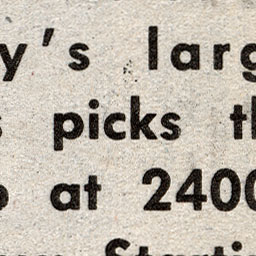 y's larg
s picks th
at 2400